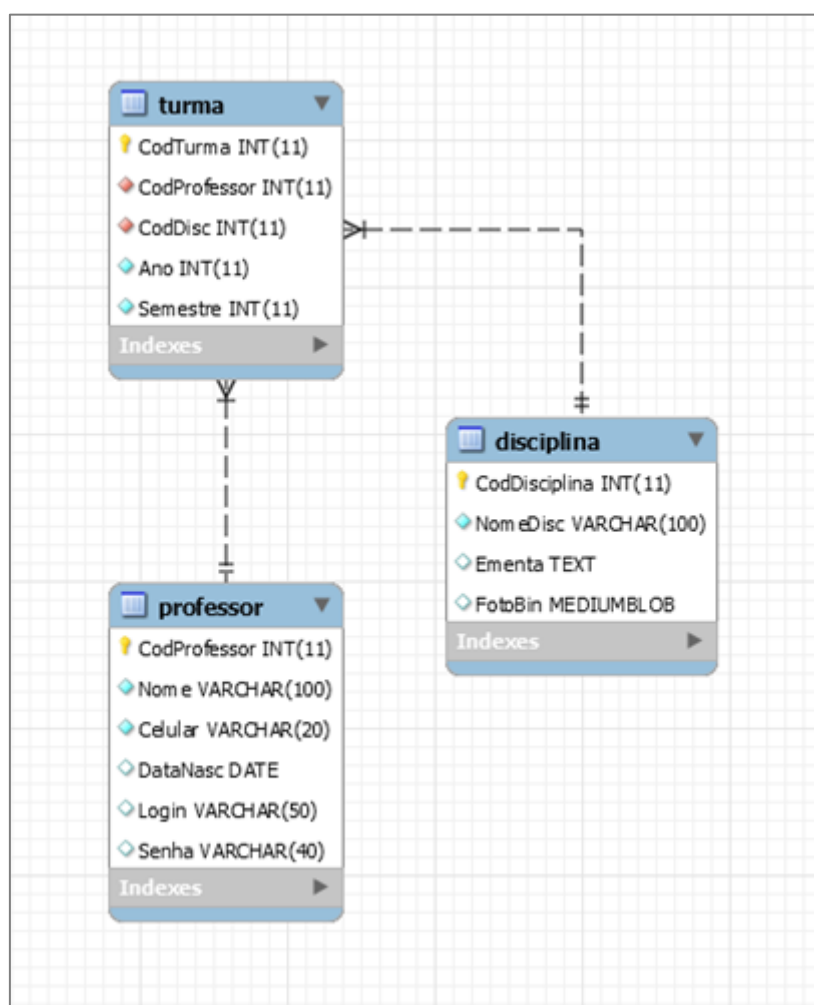 turma
CodTurma INT(11)
CodProfessor INT(11)
CodDisc INT(11)
Ano INT(11)
Semestre INT(11)
Indexes
disciplina
CodDisciplina INT(11)
NomeDisc VARCHAR(100)
Ementa TEXT
FotoBin MEDIUMBLOB
Indexes
professor
CodProfessor INT(11)
Nome VARCHAR(100)
Celular VARCHAR(20)
DataNasc DATE
Login VARCHAR(50)
Senha VARCHAR(40)
Indexes